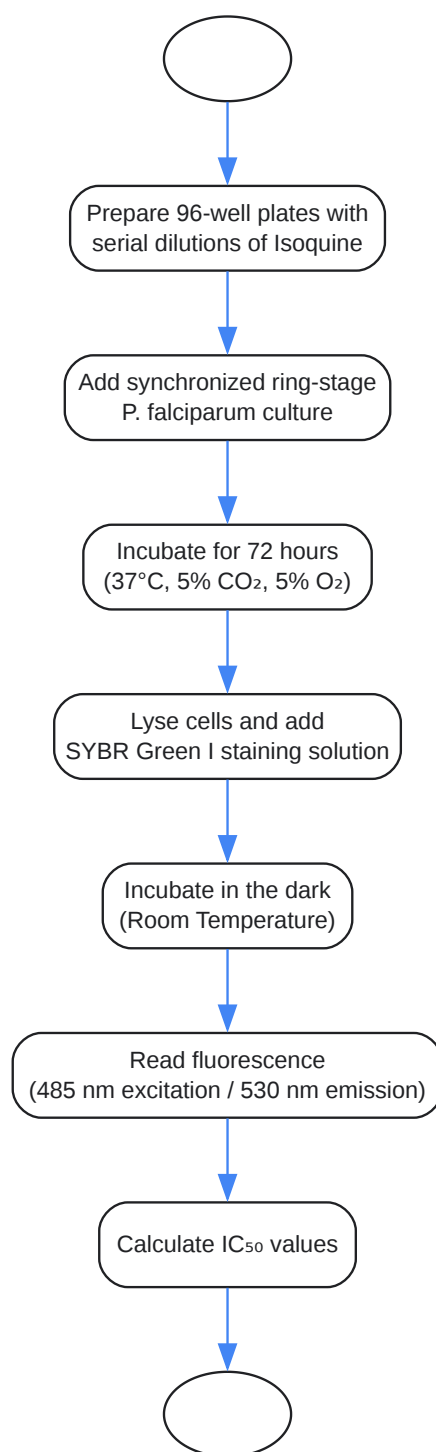 Prepare 96-well plates with
serial dilutions of Isoquine
Add synchronized ring-stage
P. falciparum culture
Incubate for 72 hours
(37°C, 5% CO₂, 5% O₂)
Lyse cells and add
SYBR Green I staining solution
Incubate in the dark
(Room Temperature)
Read fluorescence
(485 nm excitation / 530 nm emission)
Calculate IC₅₀ values